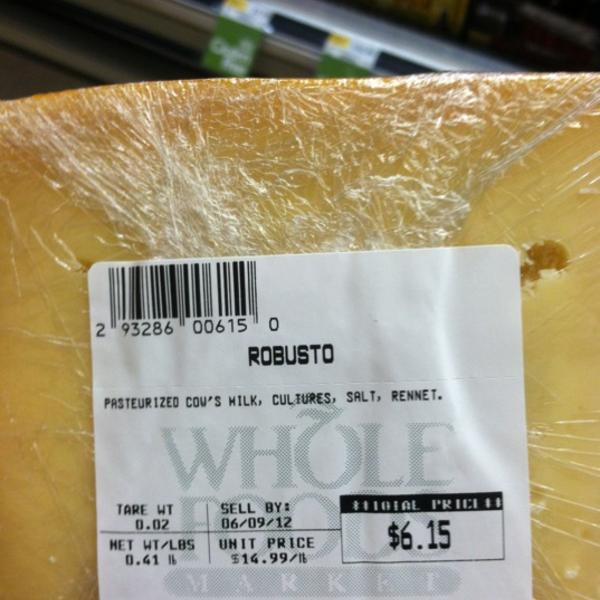 2 93286 00615 0
ROBUSTO
PASTEURIZED COW'S MILK, CULTURES, SALT, RENNET.
WHOLE
FOODS
MARKET
TARE WT
0.02
SELL BY:
06/09/12
**TOTAL PRICE**
$6.15
NET WT/LBS
0.41 lb
UNIT PRICE
$14.99/lb